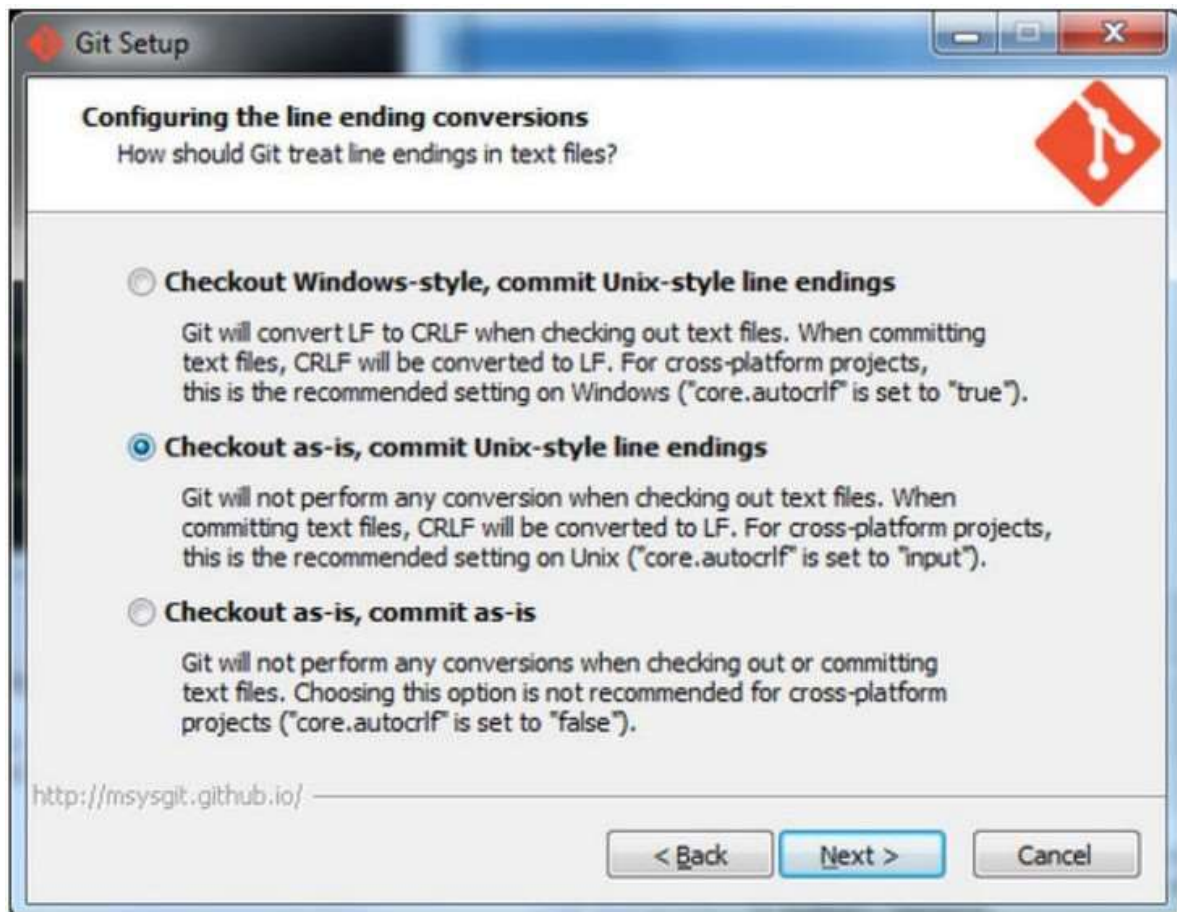 Git Setup
Configuring the line ending conversions
How should Git treat line endings in text files?
Checkout Windows-style, commit Unix-style line endings
Git will convert LF to CRLF when checking out text files. When committing
text files, CRLF will be converted to LF. For cross-platform projects,
this is the recommended setting on Windows ("core.autocrlf" is set to "true").
Checkout as-is, commit Unix-style line endings
Git will not perform any conversion when checking out text files. When
committing text files, CRLF will be converted to LF. For cross-platform projects,
this is the recommended setting on Unix ("core.autocrlf" is set to "input").
Checkout as-is, commit as-is
Git will not perform any conversions when checking out or committing
text files. Choosing this option is not recommended for cross-platform
projects ("core.autocrlf" is set to "false").
http://msysgit.github.io/
< Back Next > Cancel